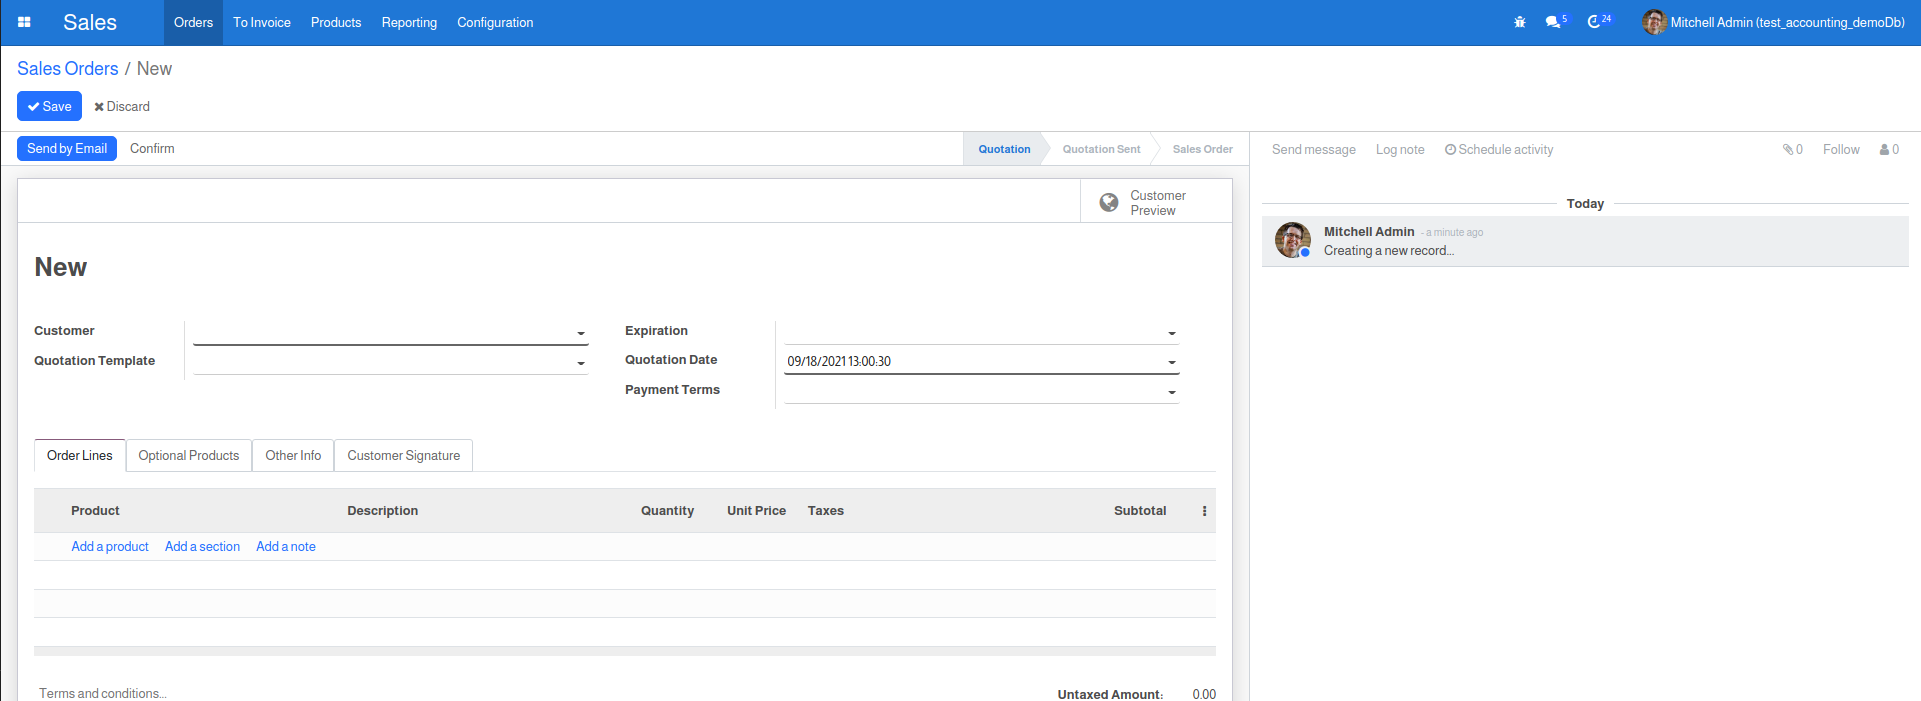 Sales Orders To Invoice Products Reporting Configuration 5 24 Mitchell Admin (test_accounting_demoDb)
Sales Orders / New
Save Discard
Send by Email Confirm Quotation Quotation Sent Sales Order Send message Log note Schedule activity 0 Follow 0
Customer
Preview
Today
Mitchell Admin - a minute ago
Creating a new record...
New
Customer Expiration
Quotation Template Quotation Date 09/18/2021 13:00:30
Payment Terms
Order Lines Optional Products Other Info Customer Signature
Product Description Quantity Unit Price Taxes Subtotal
Add a product Add a section Add a note
Terms and conditions... Untaxed Amount: 0.00